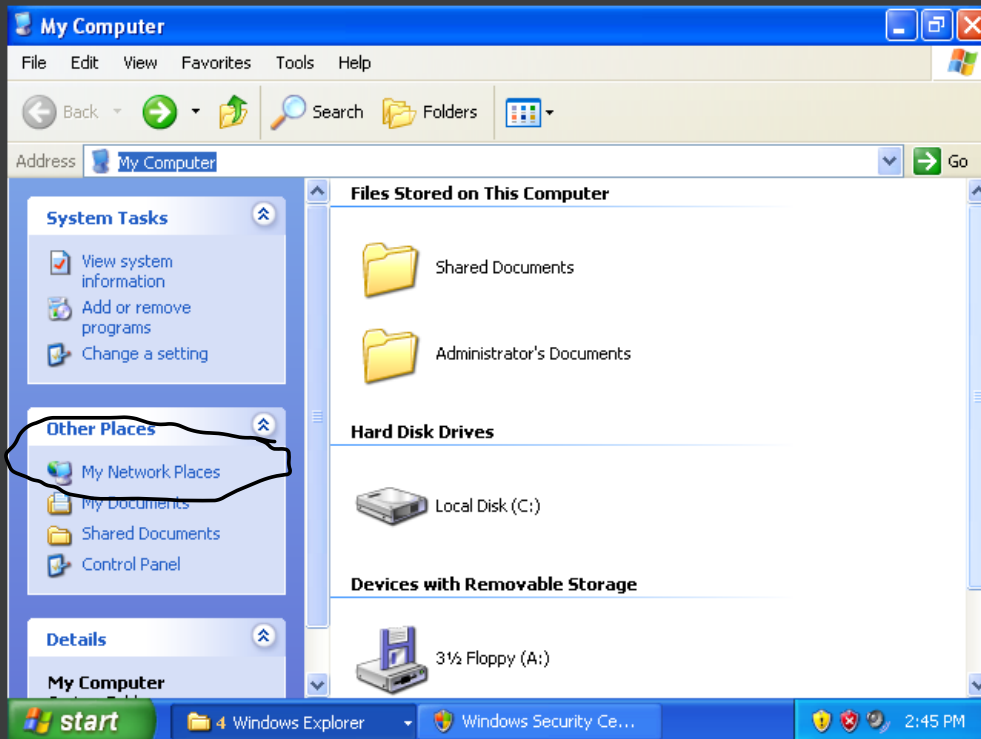 My Computer
File Edit View Favorites Tools Help
Back Search Folders
Address My Computer Go
System Tasks
View system
information
Add or remove
programs
Change a setting
Other Places
My Network Places
My Documents
Shared Documents
Control Panel
Details
My Computer
Files Stored on This Computer
Shared Documents
Administrator's Documents
Hard Disk Drives
Local Disk (C:)
Devices with Removable Storage
3½ Floppy (A:)
start 4 Windows Explorer Windows Security Ce... 2:45 PM